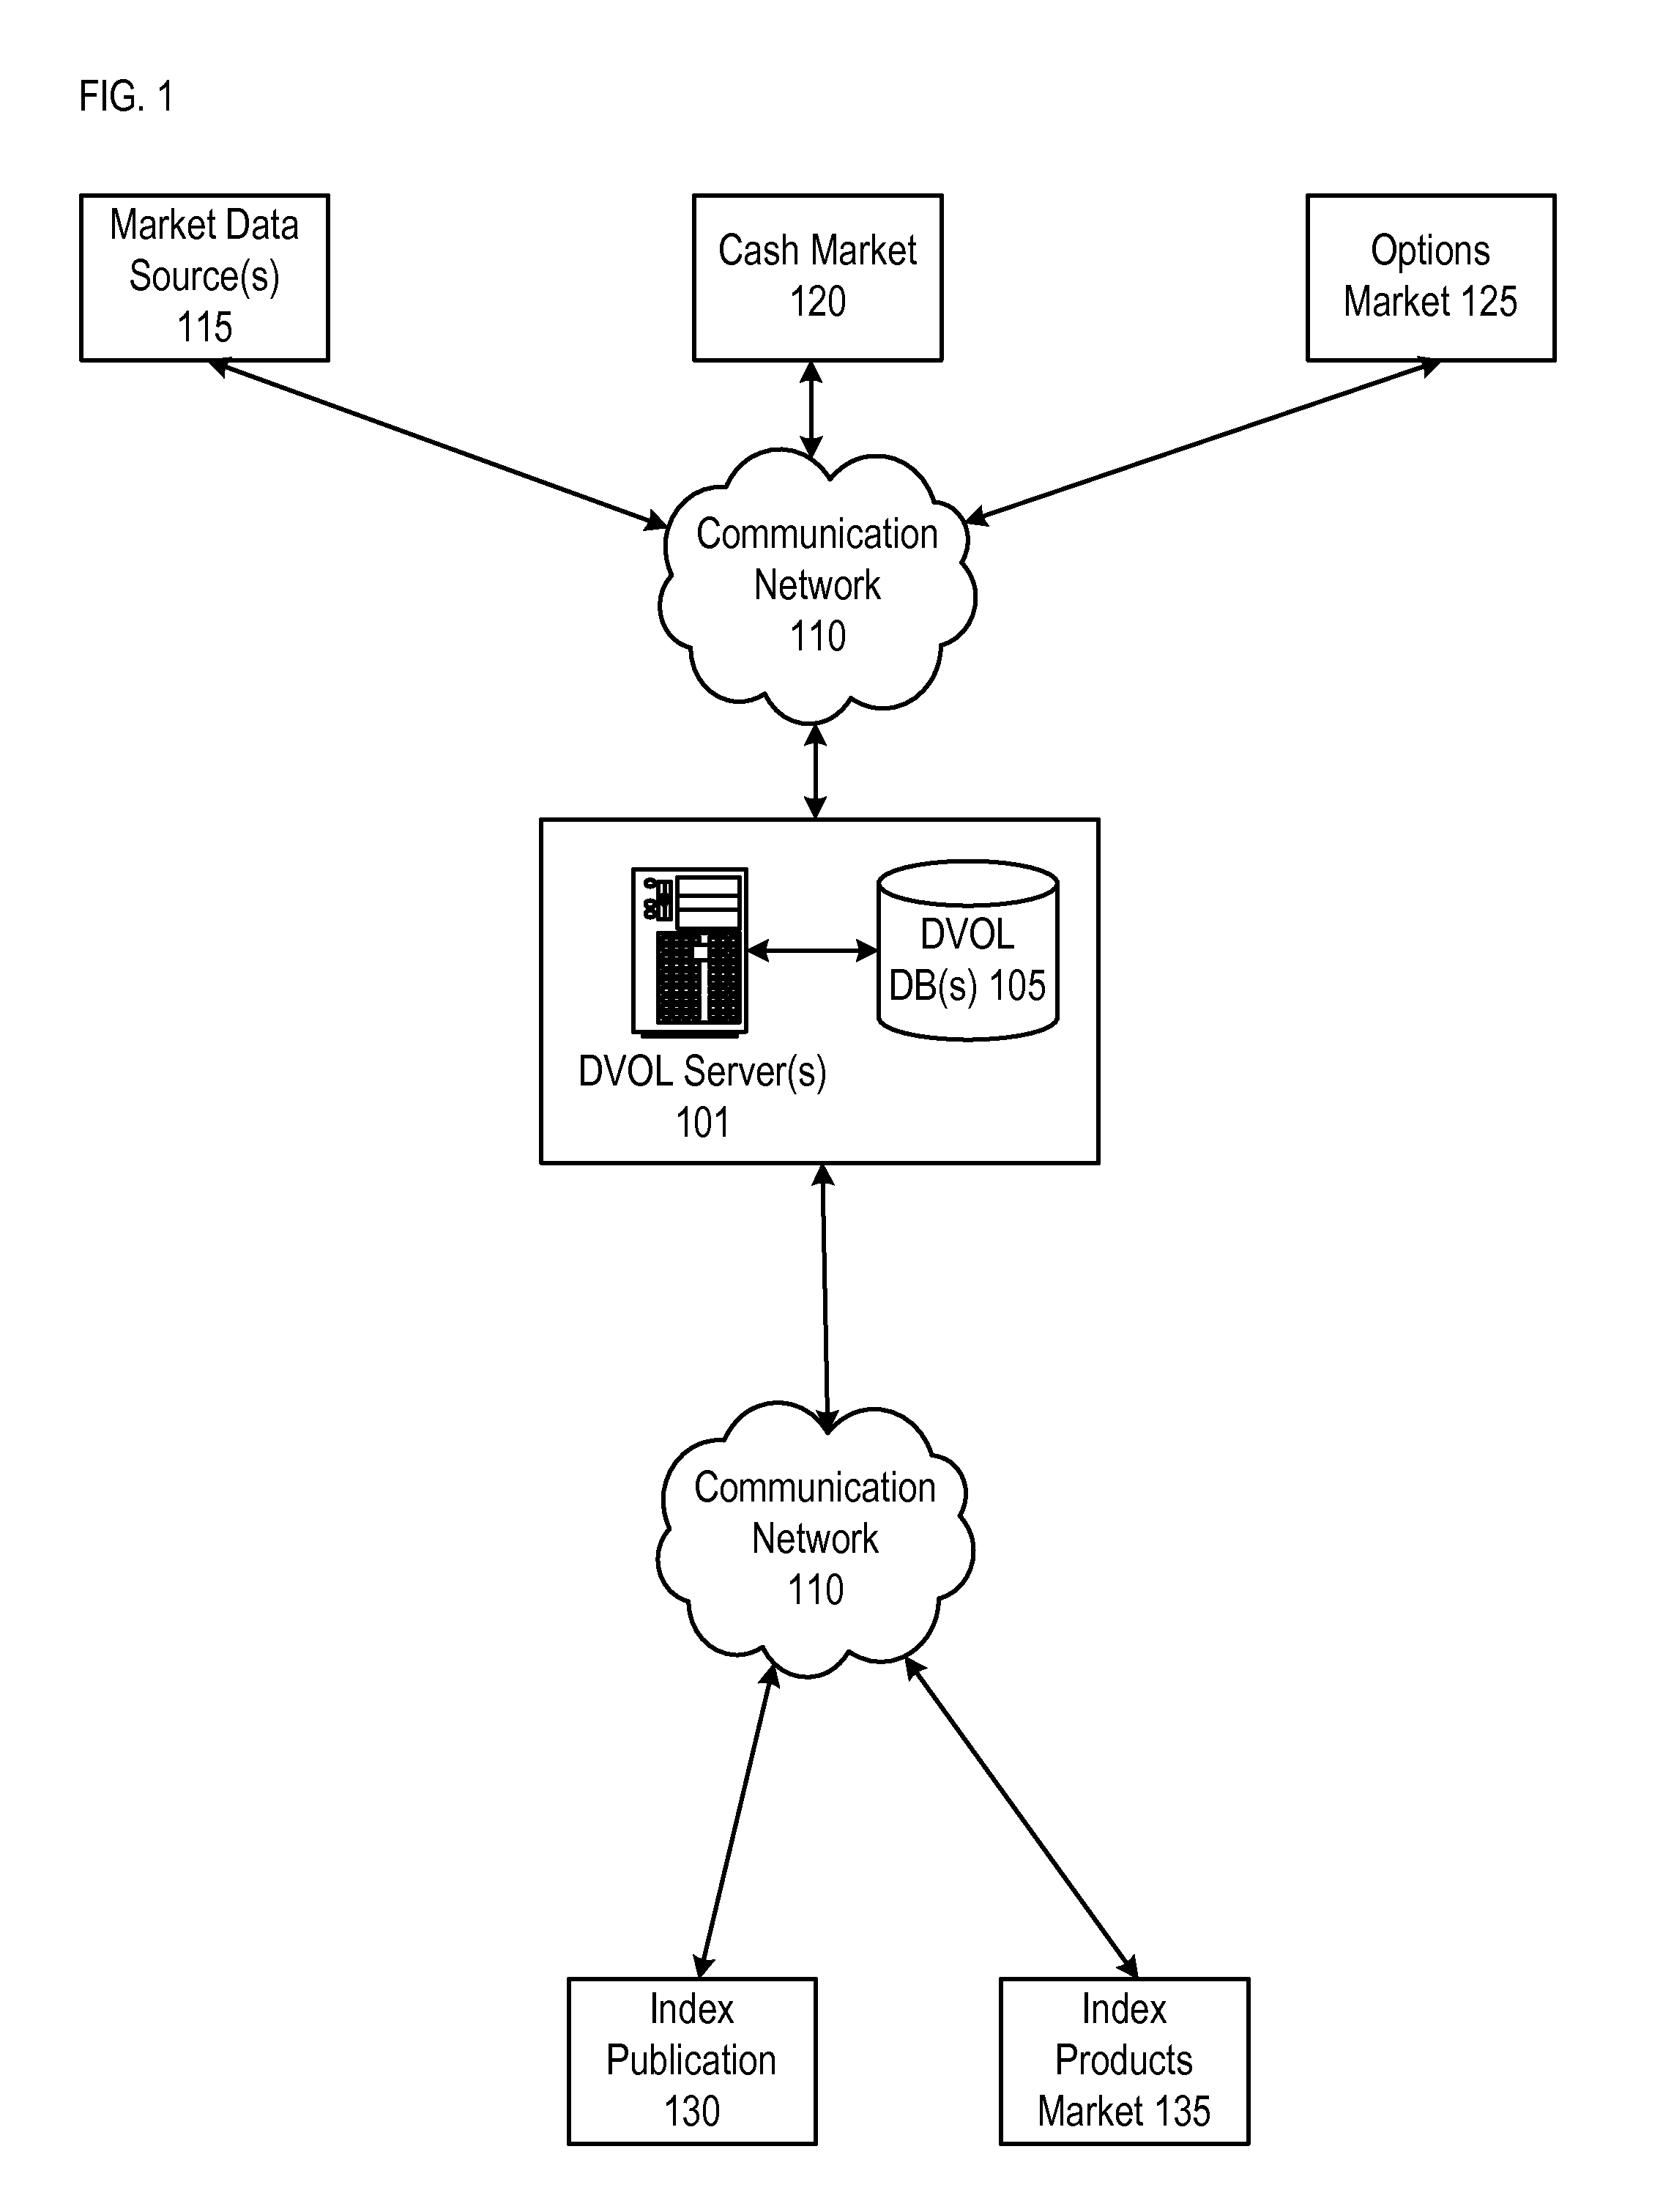 FIG. 1
Market Data
Source(s)
115
Cash Market
120
Options
Market 125
Communication
Network
110
DVOL
DB(s) 105
DVOL Server(s)
101
Communication
Network
110
Index
Publication
130
Index
Products
Market 135